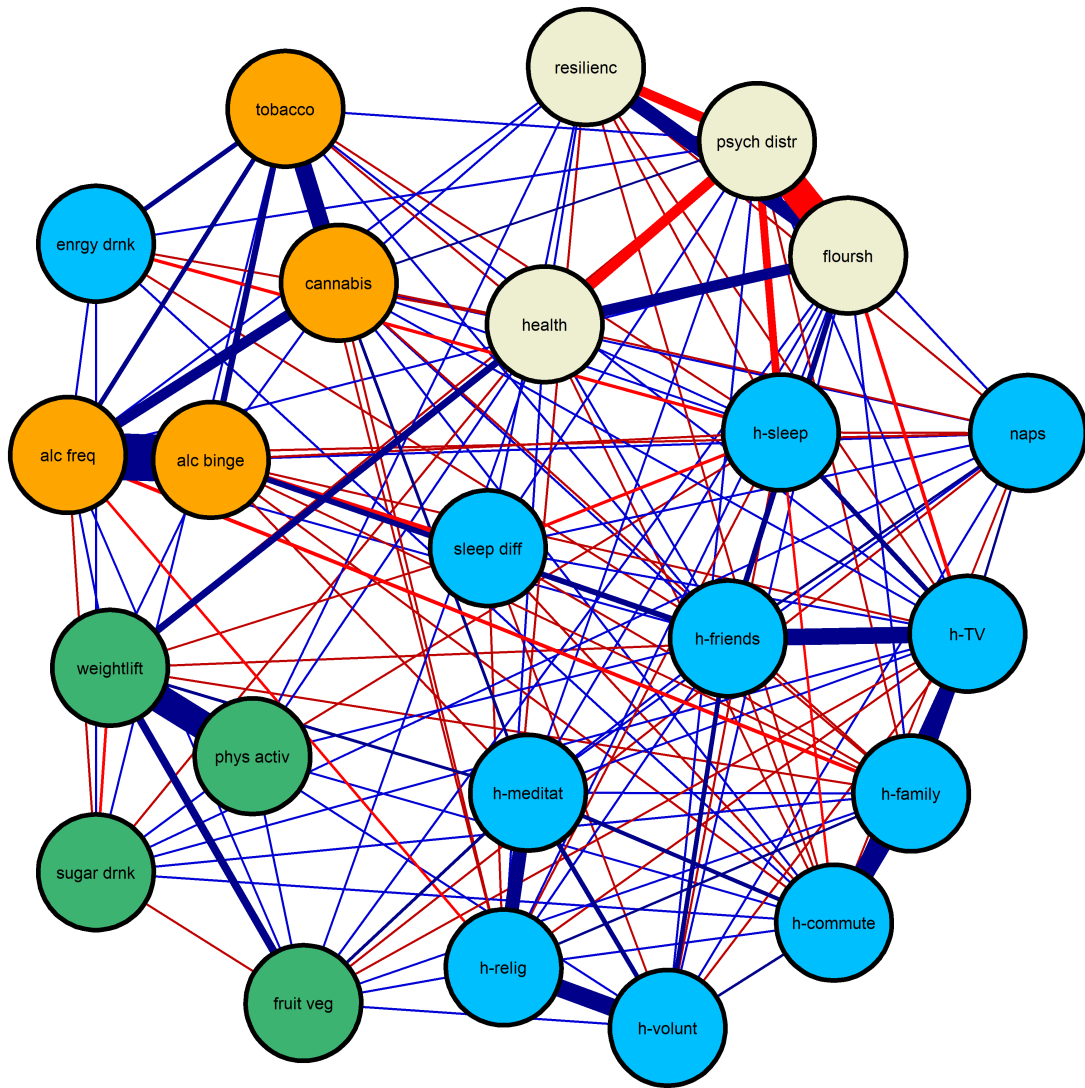 resilienc
tobacco
psych distr
enrgy drnk
floursh
cannabis
health
h-sleep
naps
alc freq
alc binge
sleep diff
h-friends
h-TV
weightlift
phys activ
h-meditat
h-family
sugar drnk
h-commute
h-relig
fruit veg
h-volunt